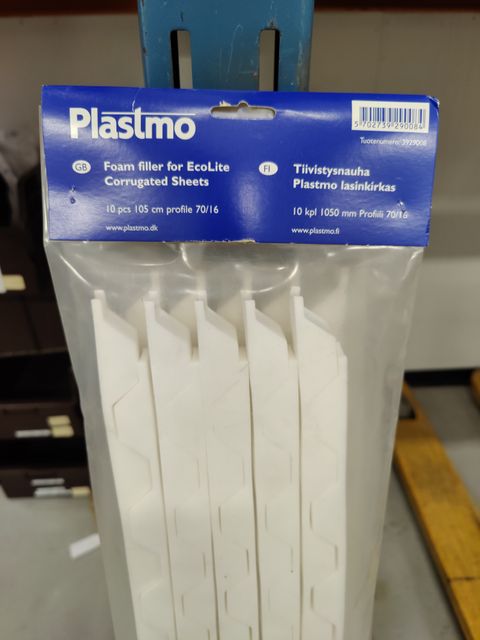 Plastmo
5 702739 290084
Tuotenumero: 3929008
GB
Foam filler for EcoLite
Corrugated Sheets
10 pcs 105 cm profile 70/16
www.plastmo.dk
FI
Tiivistysnauha
Plastmo lasinkirkas
10 kpl 1050 mm Profiili 70/16
www.plastmo.fi